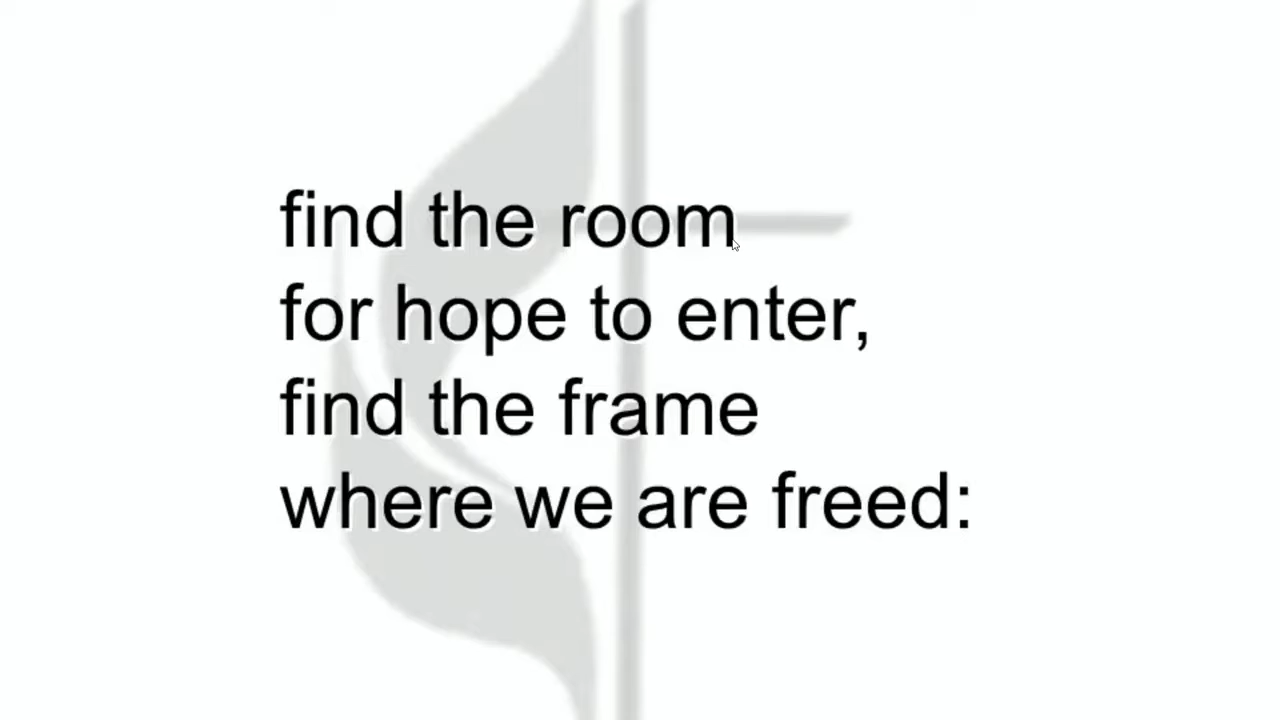 find the room
for hope to enter,
find the frame
where we are freed: